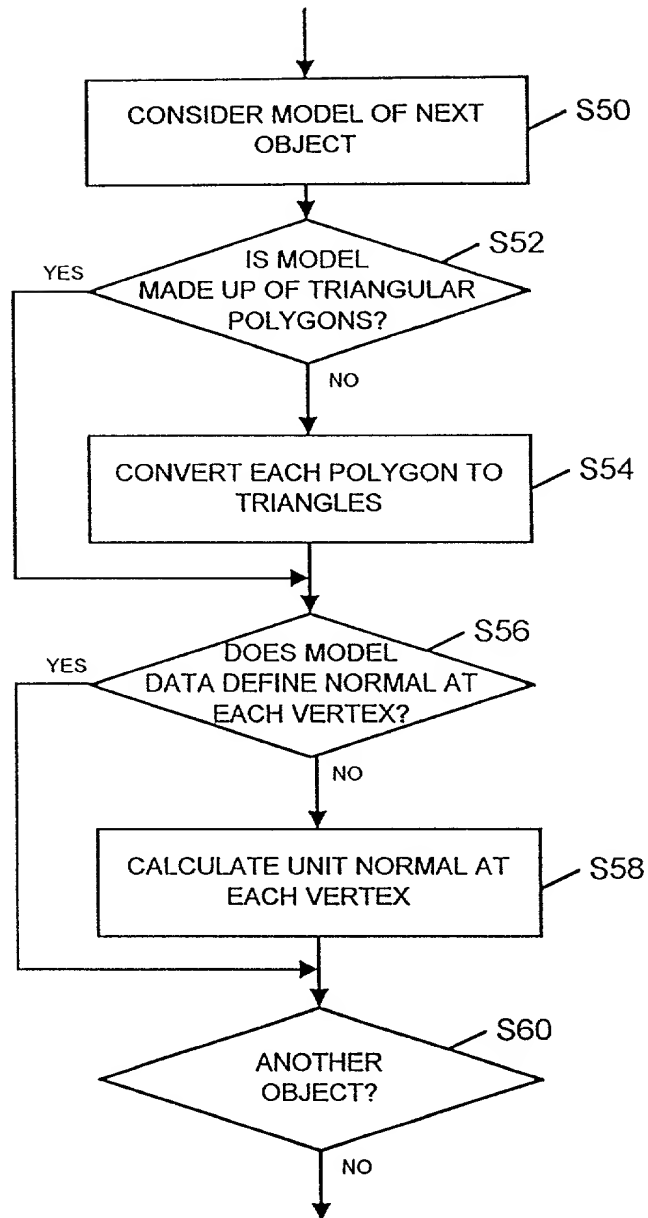 CONSIDER MODEL OF NEXT
OBJECT
S50
S52
IS MODEL
MADE UP OF TRIANGULAR
POLYGONS?
YES
NO
CONVERT EACH POLYGON TO
TRIANGLES
S54
S56
DOES MODEL
DATA DEFINE NORMAL AT
EACH VERTEX?
YES
NO
CALCULATE UNIT NORMAL AT
EACH VERTEX
S58
S60
ANOTHER
OBJECT?
NO